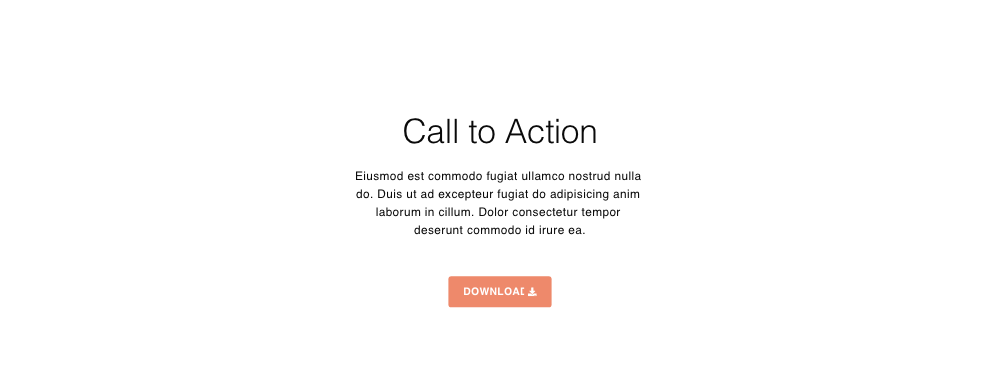 Call to Action
Eiusmod est commodo fugiat ullamco nostrud nulla
do. Duis ut ad excepteur fugiat do adipisicing anim
laborum in cillum. Dolor consectetur tempor
deserunt commodo id irure ea.
DOWNLOAD